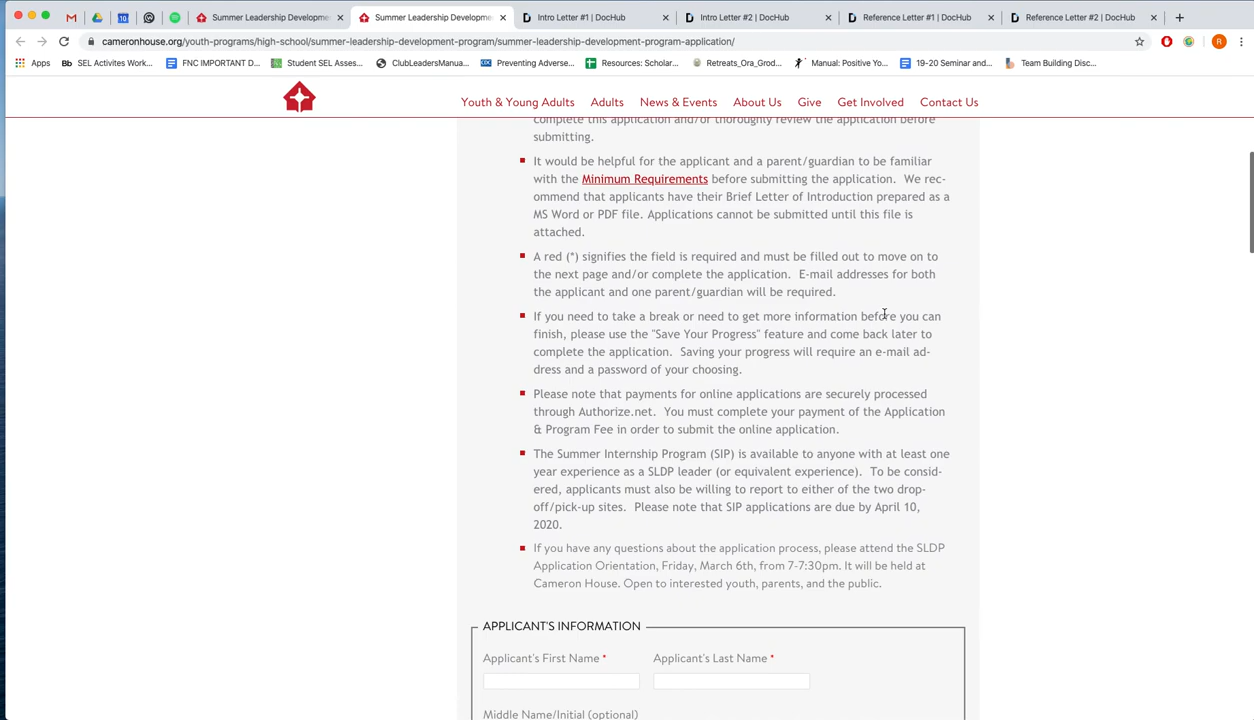 Summer Leadership Developme
Summer Leadership Developme
Intro Letter #1 | DocHub
Intro Letter #2 | DocHub
Reference Letter #1 | DocHub
Reference Letter #2 | DocHub
cameronhouse.org/youth-programs/high-school/summer-leadership-development-program/summer-leadership-development-program-application/
Apps
Bb SEL Activites Work...
FNC IMPORTANT D...
Student SEL Asses...
ClubLeadersManua...
Preventing Adverse...
Resources: Scholar...
Retreats_Ora_Grod...
Manual: Positive Yo...
19-20 Seminar and...
Team Building Disc...
Youth & Young Adults
Adults
News & Events
About Us
Give
Get Involved
Contact Us
complete this application and/or thoroughly review the application before
submitting.
It would be helpful for the applicant and a parent/guardian to be familiar
with the Minimum Requirements before submitting the application. We rec-
ommend that applicants have their Brief Letter of Introduction prepared as a
MS Word or PDF file. Applications cannot be submitted until this file is
attached.
A red (*) signifies the field is required and must be filled out to move on to
the next page and/or complete the application. E-mail addresses for both
the applicant and one parent/guardian will be required.
If you need to take a break or need to get more information before you can
finish, please use the "Save Your Progress" feature and come back later to
complete the application. Saving your progress will require an e-mail ad-
dress and a password of your choosing.
Please note that payments for online applications are securely processed
through Authorize.net. You must complete your payment of the Application
& Program Fee in order to submit the online application.
The Summer Internship Program (SIP) is available to anyone with at least one
year experience as a SLDP leader (or equivalent experience). To be consid-
ered, applicants must also be willing to report to either of the two drop-
off/pick-up sites. Please note that SIP applications are due by April 10,
2020.
If you have any questions about the application process, please attend the SLDP
Application Orientation, Friday, March 6th, from 7-7:30pm. It will be held at
Cameron House. Open to interested youth, parents, and the public.
APPLICANT'S INFORMATION
Applicant's First Name *
Applicant's Last Name *
Middle Name/Initial (optional)